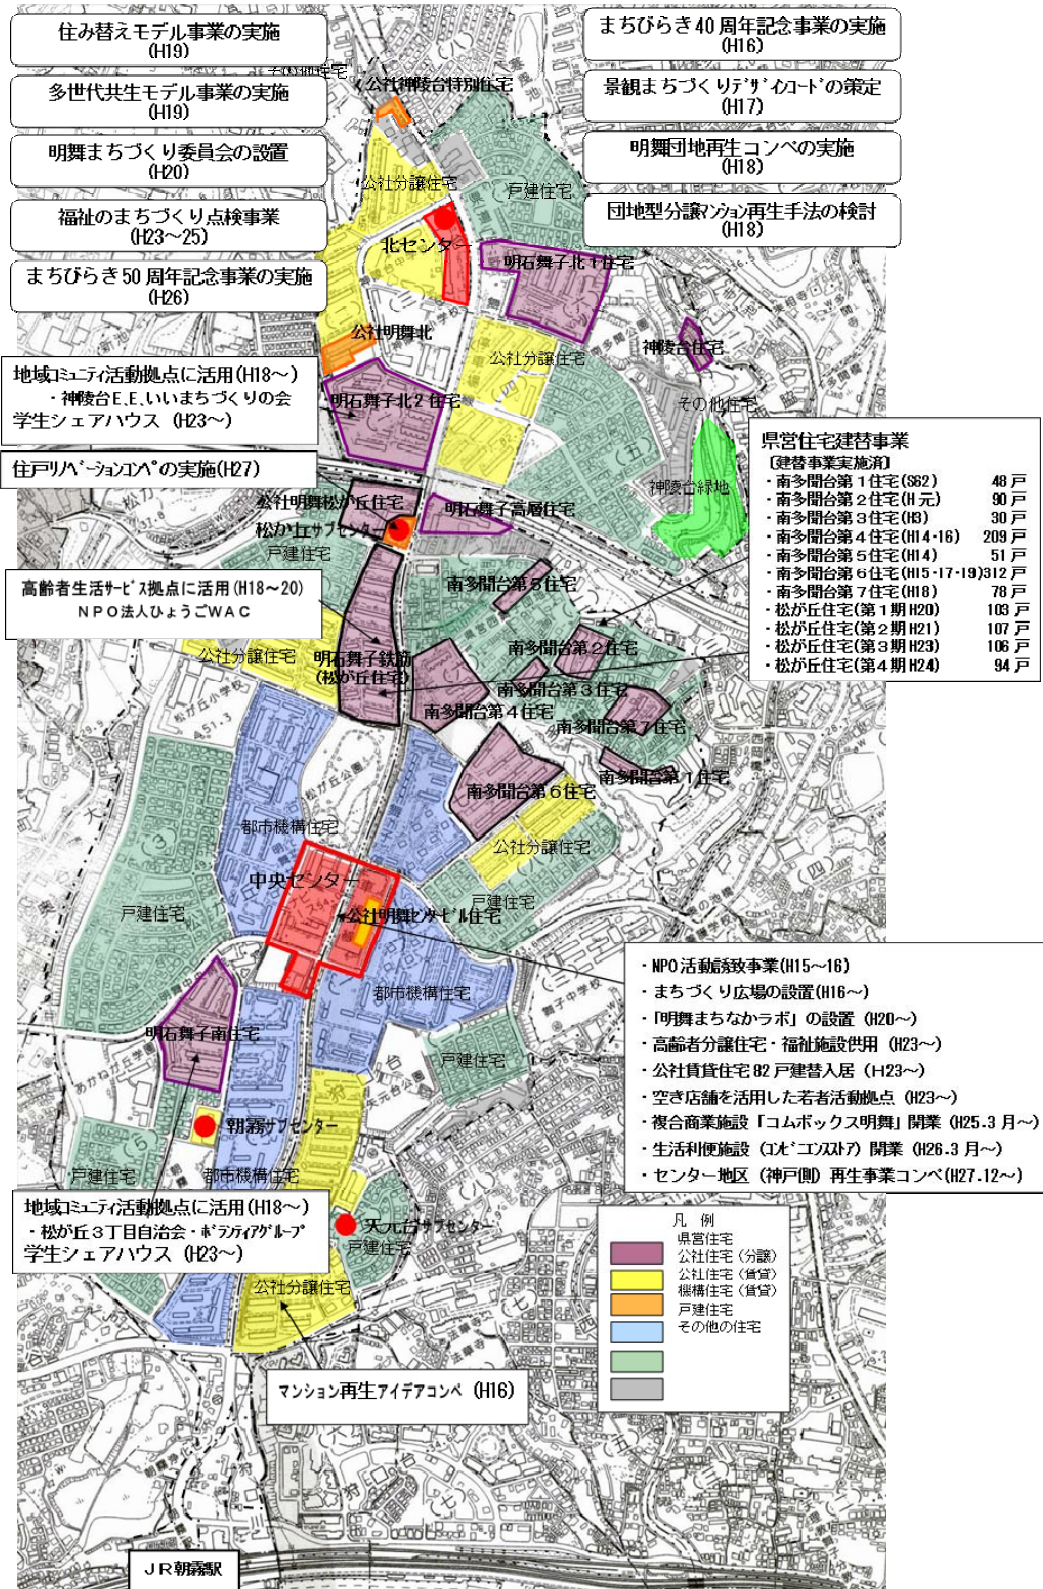 住み替えモデル事業の実施
(H19)
多世代共生モデル事業の実施
(H19)
明舞まちづくり委員会の設置
(H20)
福祉のまちづくり点検事業
(H23～25)
まちびらき50周年記念事業の実施
(H26)
まちびらき40周年記念事業の実施
(H16)
景観まちづくりデザインコードの策定
(H17)
明舞団地再生コンペの実施
(H18)
団地型分譲マンション再生手法の検討
(H18)
その他住宅
公社神陵台特別住宅
公社分譲住宅
戸建住宅
北センター
明石舞子北1住宅
公社明舞北
公社分譲住宅
神陵台住宅
明石舞子北2住宅
その他住宅
神陵台緑地
地域コミュニティ活動拠点に活用(H18～)
・神陵台E.E.いいまちづくりの会
学生シェアハウス (H23～)
住戸リノベーションコンペの実施(H27)
公社明舞松が丘住宅
明石舞子高層住宅
松が丘サブセンター
戸建住宅
県営住宅建替事業
〔建替事業実施済〕
・南多聞台第1住宅(S62) 48戸
・南多聞台第2住宅(H元) 90戸
・南多聞台第3住宅(H3) 30戸
・南多聞台第4住宅(H14・16) 209戸
・南多聞台第5住宅(H14) 51戸
・南多聞台第6住宅(H15・17・19)312戸
・南多聞台第7住宅(H18) 78戸
・松が丘住宅(第1期H20) 103戸
・松が丘住宅(第2期H21) 107戸
・松が丘住宅(第3期H23) 106戸
・松が丘住宅(第4期H24) 94戸
高齢者生活サービス拠点に活用(H18～20)
NPO法人ひょうごWAC
南多聞台第5住宅
公社分譲住宅
明石舞子鉄筋
(松が丘住宅)
南多聞台第2住宅
南多聞台第3住宅
南多聞台第4住宅
南多聞台第7住宅
南多聞台第1住宅
南多聞台第6住宅
松が丘小学校
松が丘公園
都市機構住宅
公社分譲住宅
中央センター
戸建住宅
戸建住宅
公社明舞センタービル住宅
都市機構住宅
明石舞子南住宅
戸建住宅
・NPO活動誘致事業(H15～16)
・まちづくり広場の設置(H16～)
・「明舞まちなかラボ」の設置 (H20～)
・高齢者分譲住宅・福祉施設供用 (H23～)
・公社賃貸住宅82戸建替入居 (H23～)
・空き店舗を活用した若者活動拠点 (H23～)
・複合商業施設「コムボックス明舞」開業 (H25.3月～)
・生活利便施設 (コンビニエンスストア) 開業 (H26.3月～)
・センター地区 (神戸側) 再生事業コンペ(H27.12～)
朝霧サブセンター
戸建住宅
都市機構住宅
地域コミュニティ活動拠点に活用(H18～)
・松が丘3丁目自治会・ボランティアグループ
学生シェアハウス (H23～)
天元台サブセンター
戸建住宅
公社分譲住宅
凡 例
県営住宅
公社住宅 (分譲)
公社住宅 (賃貸)
機構住宅 (賃貸)
戸建住宅
その他の住宅
マンション再生アイデアコンペ (H16)
JR朝霧駅